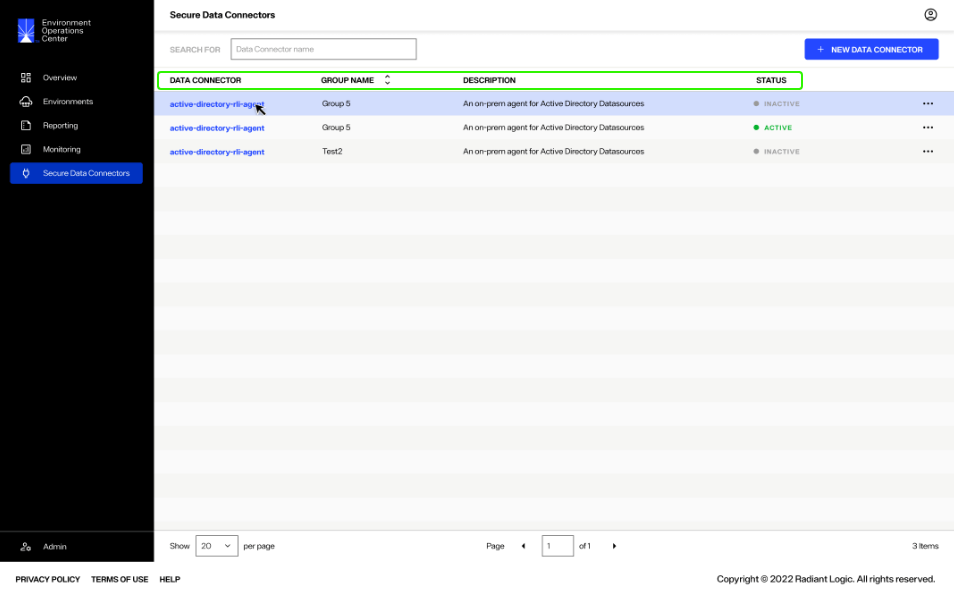 Environment
Operations
Center
Secure Data Connectors
SEARCH FOR Data Connector name + NEW DATA CONNECTOR
Overview
Environments
Reporting
Monitoring
Secure Data Connectors
DATA CONNECTOR GROUP NAME DESCRIPTION STATUS
active-directory-rli-agent Group 5 An on-prem agent for Active Directory Datasources INACTIVE
active-directory-rli-agent Group 5 An on-prem agent for Active Directory Datasources ACTIVE
active-directory-rli-agent Test2 An on-prem agent for Active Directory Datasources INACTIVE
Admin
Show 20 per page Page 1 of 1 3 Items
PRIVACY POLICY TERMS OF USE HELP Copyright © 2022 Radiant Logic. All rights reserved.